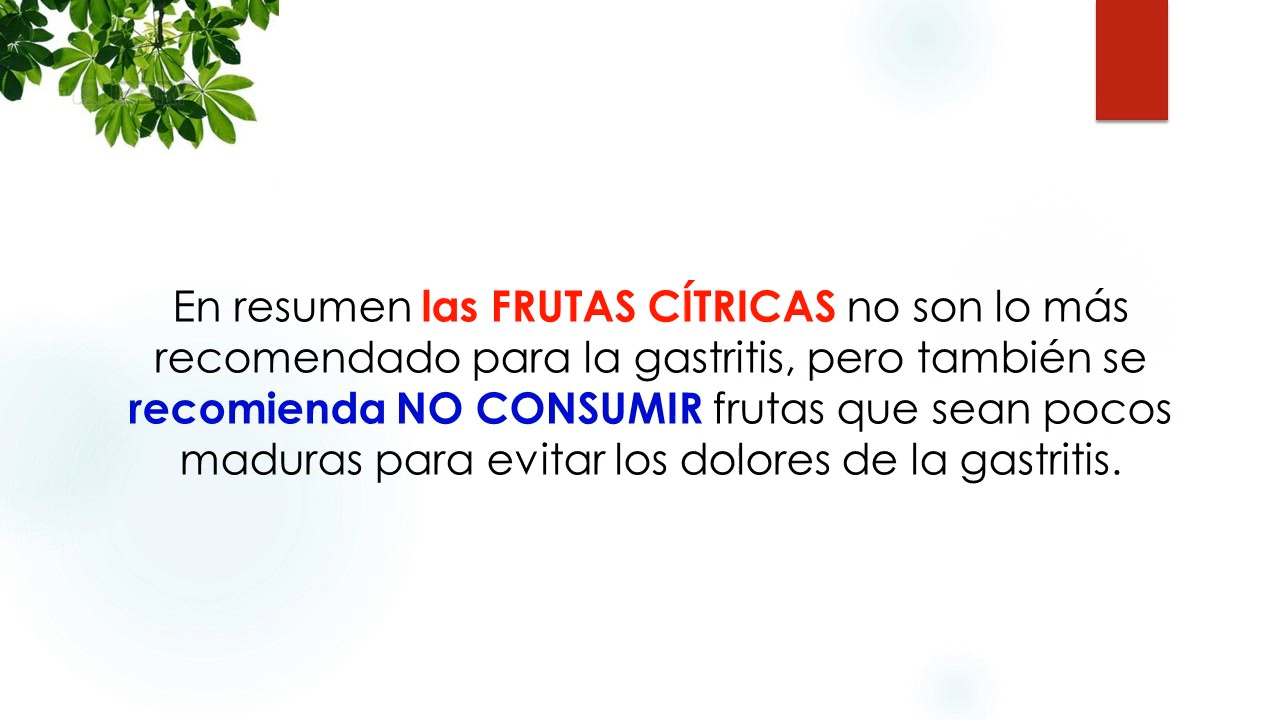 En resumen las FRUTAS CÍTRICAS no son lo más
recomendado para la gastritis, pero también se
recomienda NO CONSUMIR frutas que sean pocos
maduras para evitar los dolores de la gastritis.